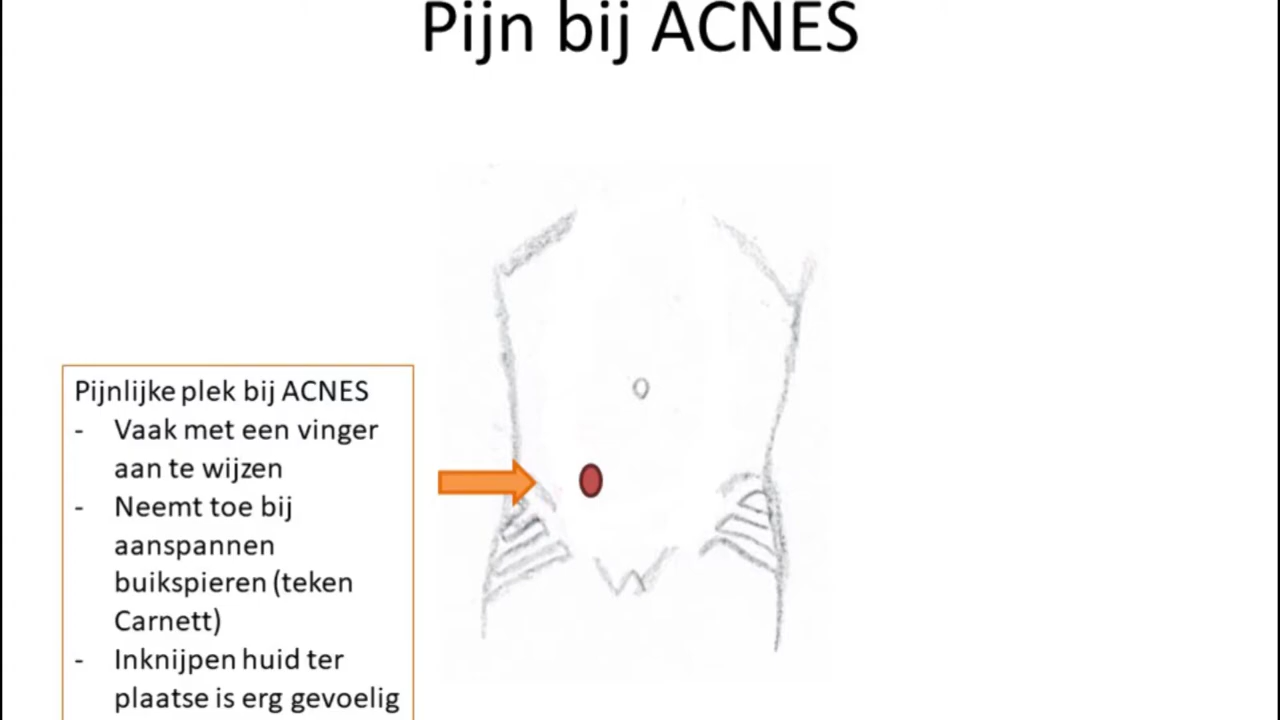 Pijn bij ACNES
Pijnlijke plek bij ACNES
- Vaak met een vinger
aan te wijzen
- Neemt toe bij
aanspannen
buikspieren (teken
Carnett)
- Inknijpen huid ter
plaatse is erg gevoelig